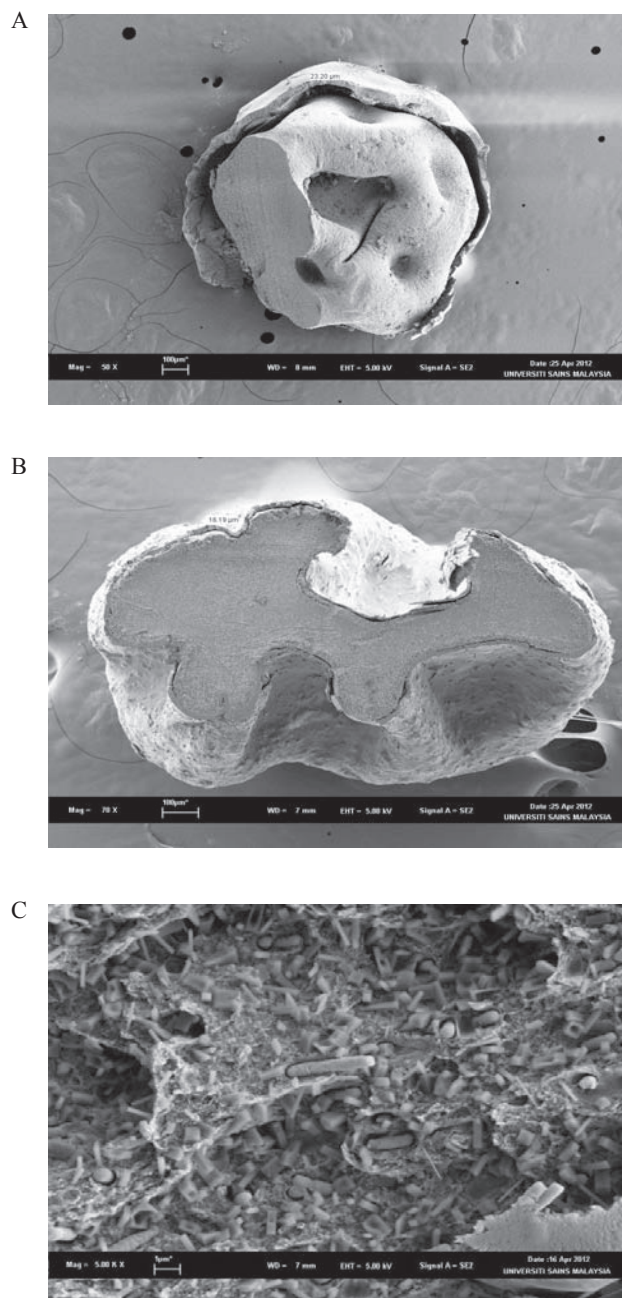 A
23.20 µm
Mag = 50 X 100µm* WD = 8 mm EHT = 5.00 kV Signal A = SE2 Date :25 Apr 2012
UNIVERSITI SAINS MALAYSIA
B
16.19 µm
Mag = 70 X 100µm* WD = 7 mm EHT = 5.00 kV Signal A = SE2 Date :25 Apr 2012
UNIVERSITI SAINS MALAYSIA
C
Mag = 5.00 K X 1µm* WD = 7 mm EHT = 5.00 kV Signal A = SE2 Date :16 Apr 2012
UNIVERSITI SAINS MALAYSIA